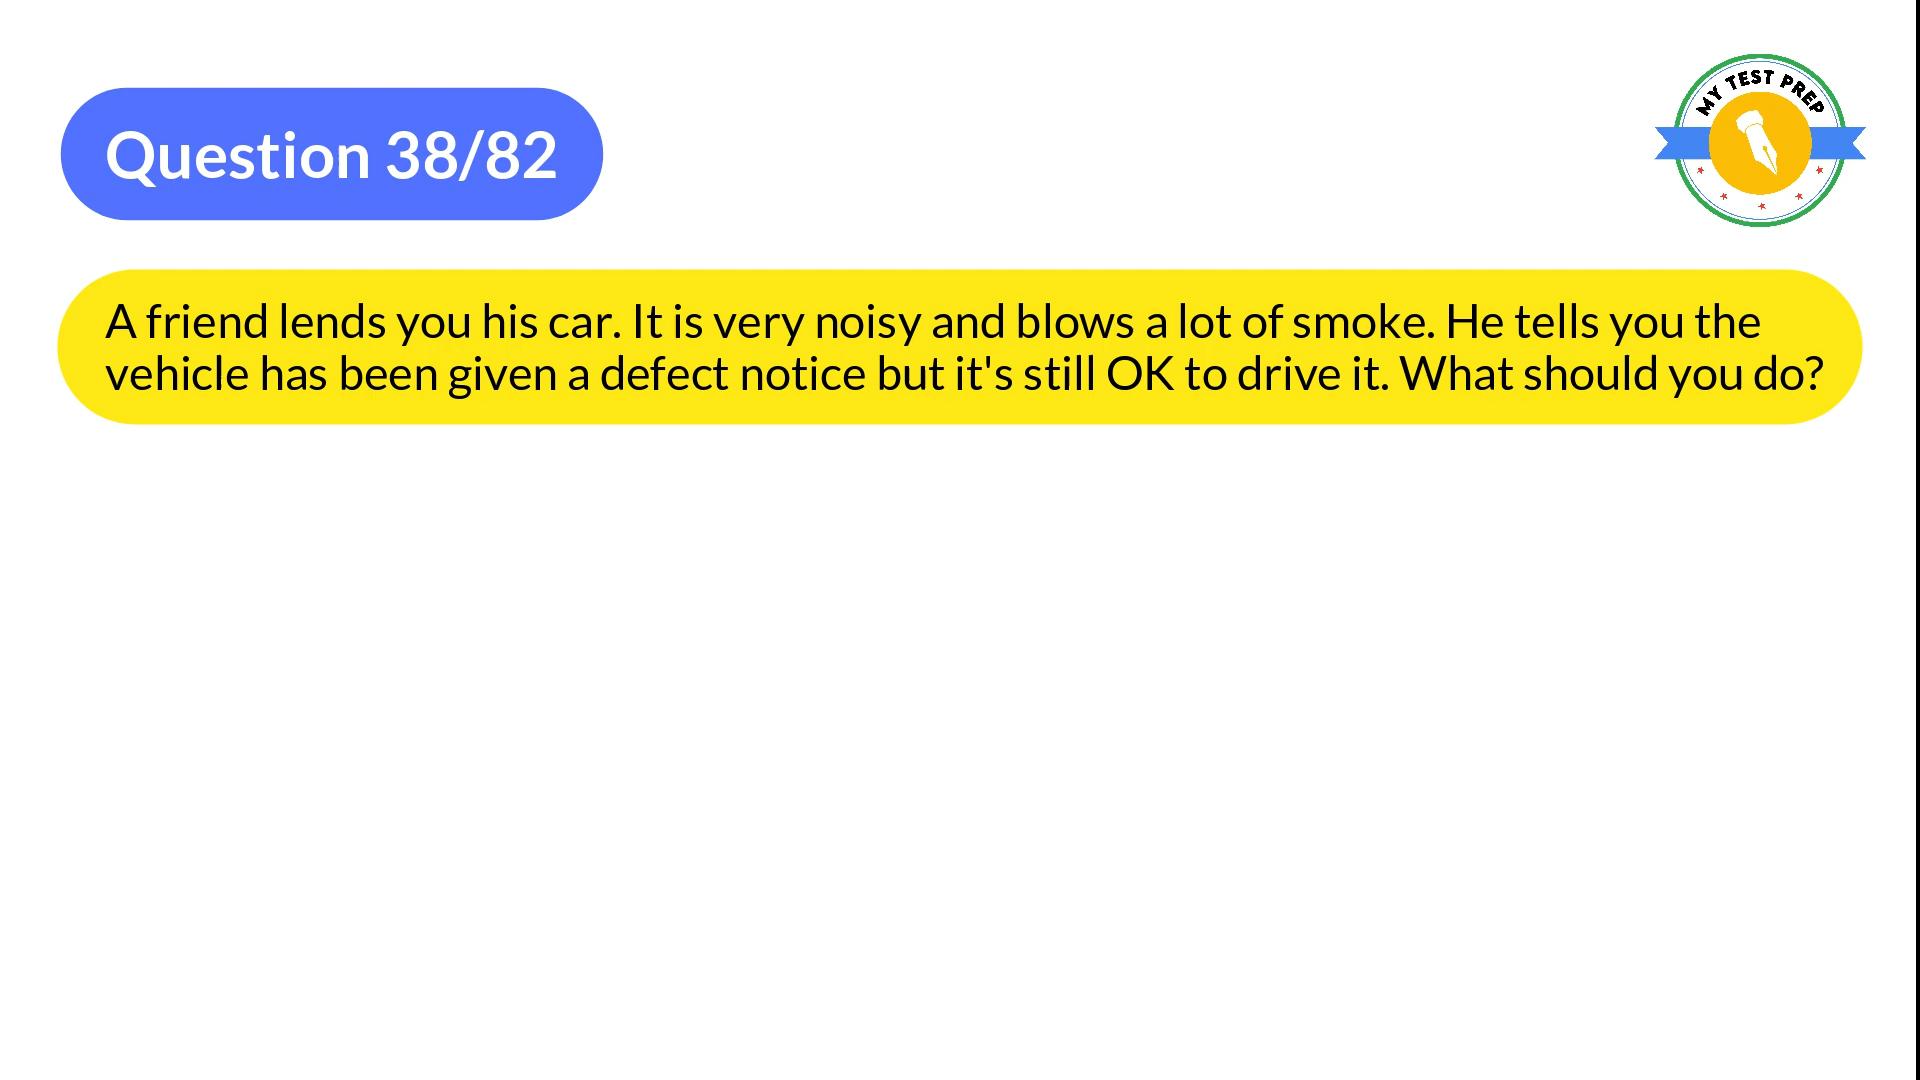 MY TEST PREP
Question 38/82
A friend lends you his car. It is very noisy and blows a lot of smoke. He tells you the
vehicle has been given a defect notice but it's still OK to drive it. What should you do?